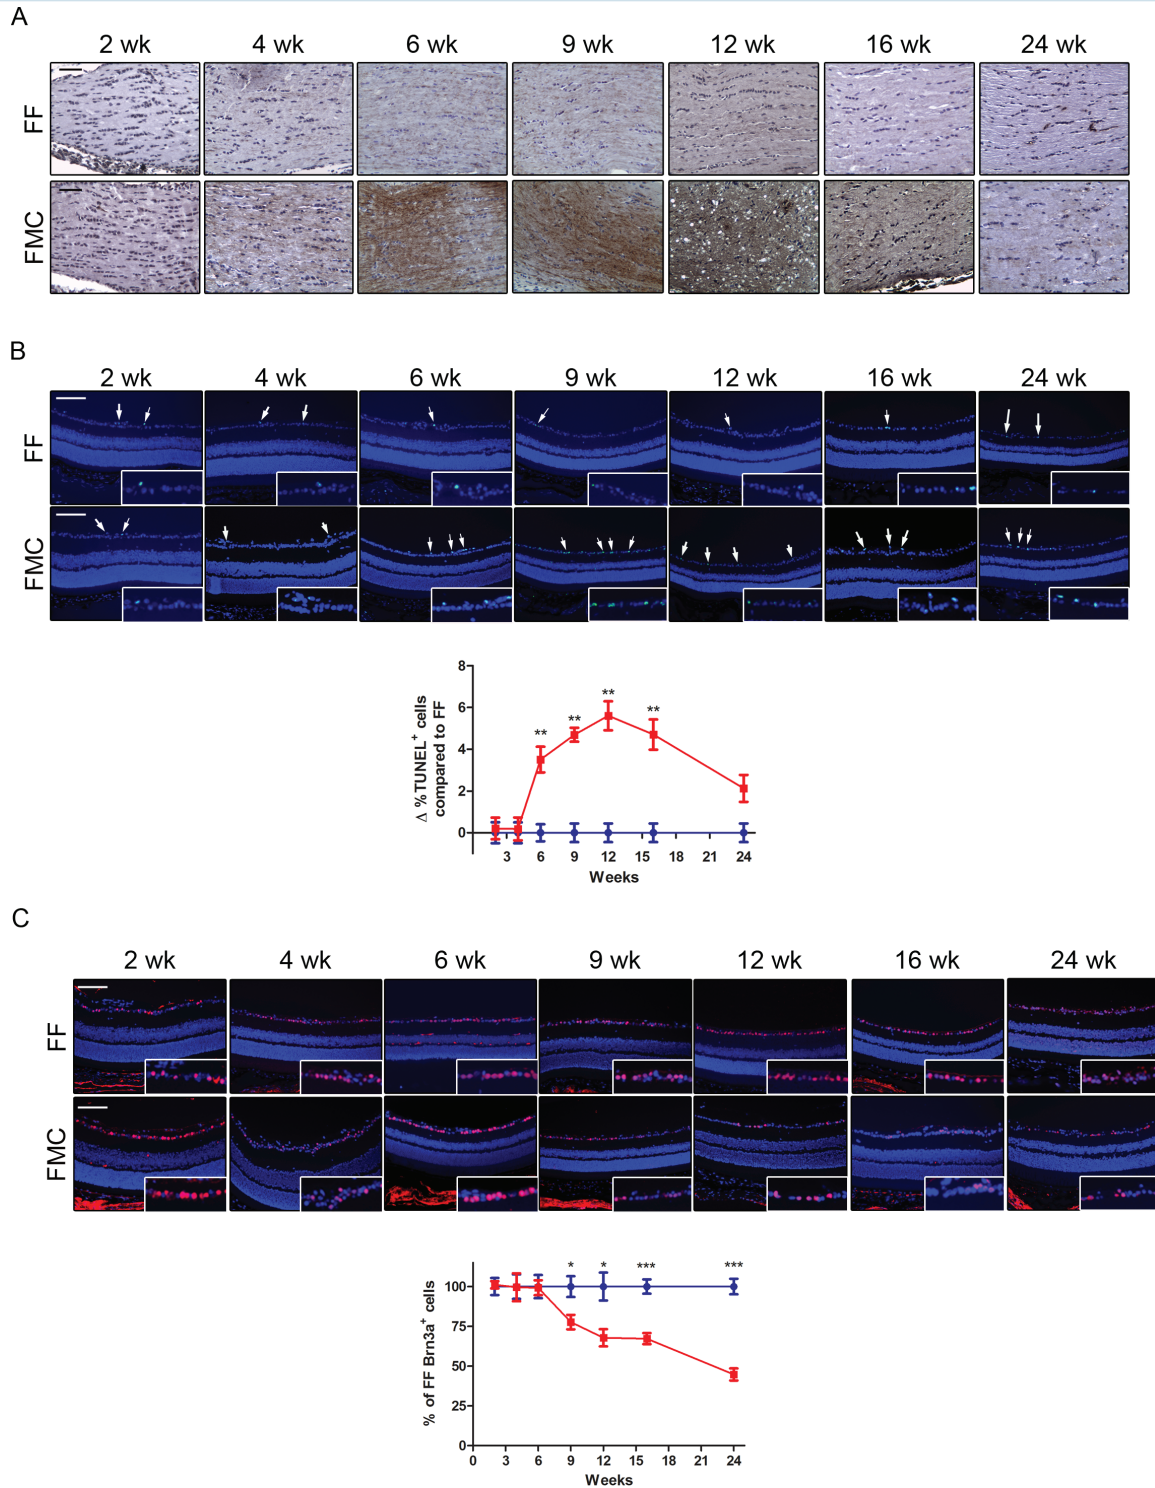 A
2 wk 4 wk 6 wk 9 wk 12 wk 16 wk 24 wk
FF
FMC
B
2 wk 4 wk 6 wk 9 wk 12 wk 16 wk 24 wk
FF
FMC
8
6
4
2
0
Δ %TUNEL+ cells
compared to FF
** ** ** **
3 6 9 12 15 18 21 24
Weeks
C
2 wk 4 wk 6 wk 9 wk 12 wk 16 wk 24 wk
FF
FMC
100
75
50
25
0
% of FF Brn3a+ cells
* * *** ***
0 3 6 9 12 15 18 21 24
Weeks